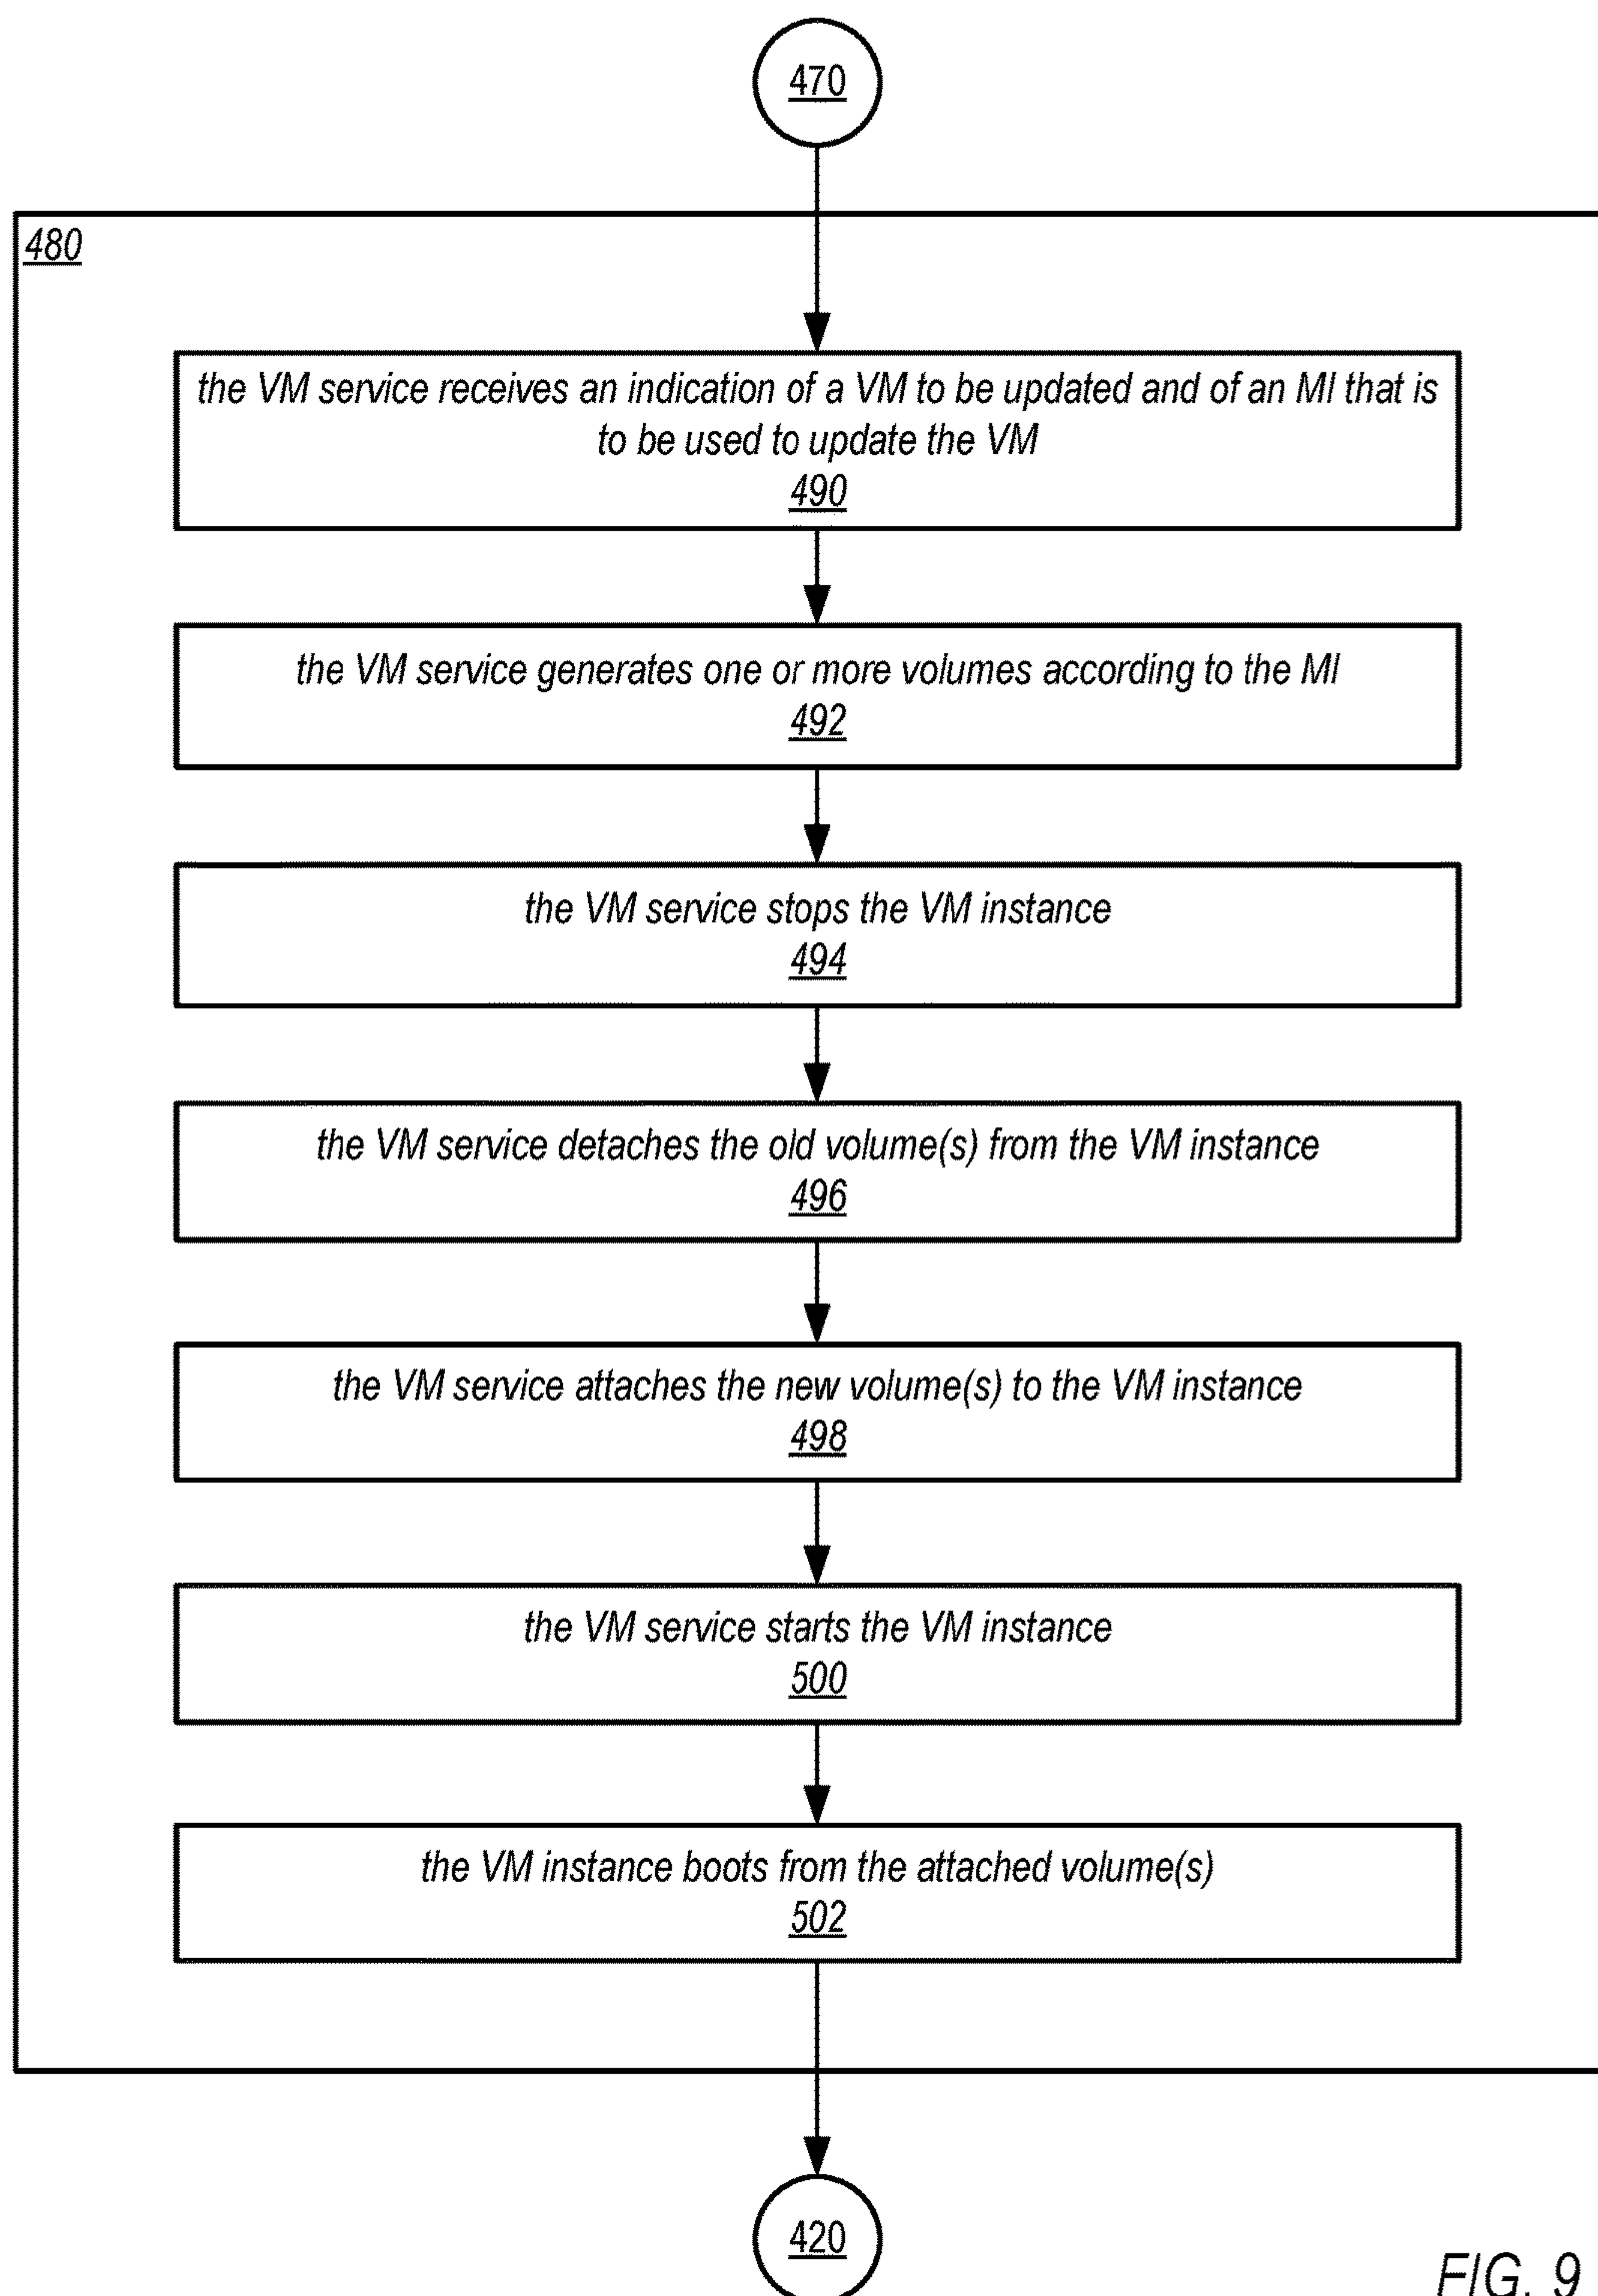 470
480
the VM service receives an indication of a VM to be updated and of an MI that is
to be used to update the VM
490
the VM service generates one or more volumes according to the MI
492
the VM service stops the VM instance
494
the VM service detaches the old volume(s) from the VM instance
496
the VM service attaches the new volume(s) to the VM instance
498
the VM service starts the VM instance
500
the VM instance boots from the attached volume(s)
502
420
FIG. 9